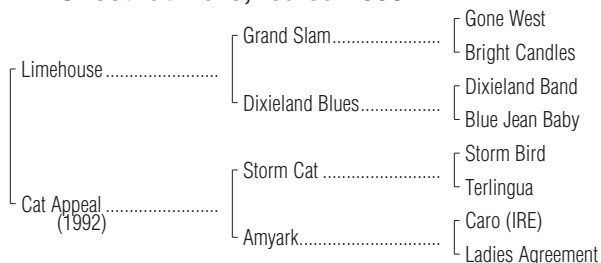 Gone West
Grand Slam
Bright Candles
Limehouse
Dixieland Band
Dixieland Blues
Blue Jean Baby
Storm Bird
Storm Cat
Terlingua
Cat Appeal
(1992)
Caro (IRE)
Amyark
Ladies Agreement